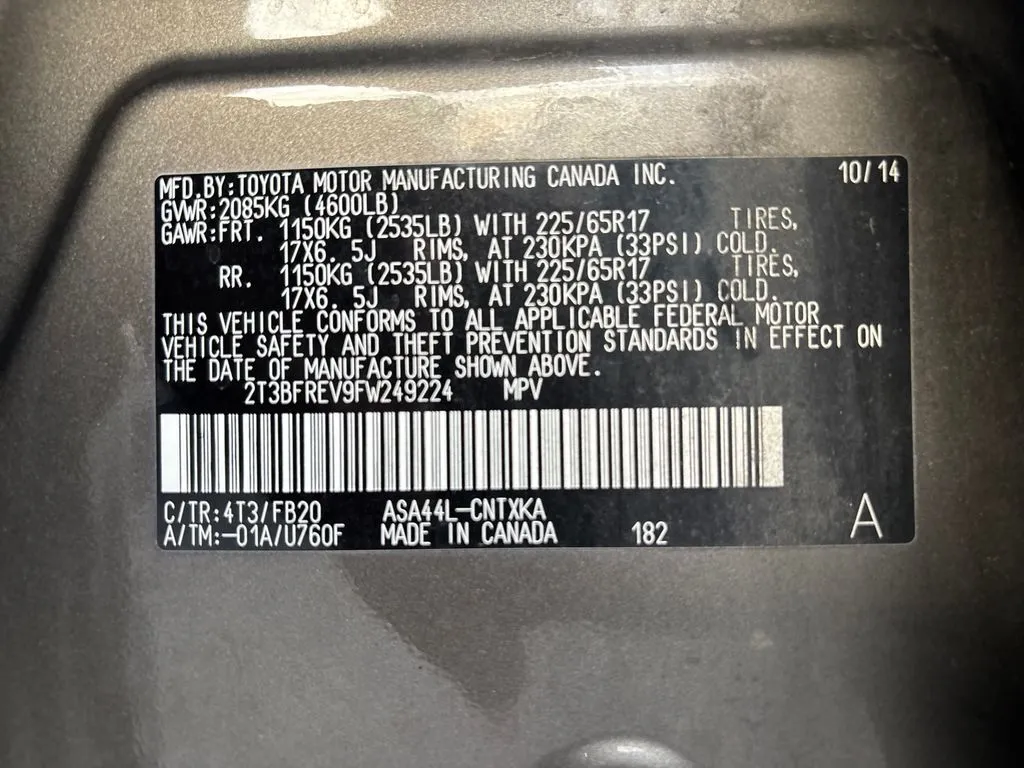 MFD.BY:TOYOTA MOTOR MANUFACTURING CANADA INC. 10/14
GVWR:2085KG (4600LB)
GAWR:FRT. 1150KG (2535LB) WITH 225/65R17 TIRES,
17X6. 5J RIMS, AT 230KPA (33PSI) COLD.
RR. 1150KG (2535LB) WITH 225/65R17 TIRES,
17X6. 5J RIMS, AT 230KPA (33PSI) COLD.
THIS VEHICLE CONFORMS TO ALL APPLICABLE FEDERAL MOTOR
VEHICLE SAFETY AND THEFT PREVENTION STANDARDS IN EFFECT ON
THE DATE OF MANUFACTURE SHOWN ABOVE.
2T3BFREV9FW249224 MPV
C/TR:4T3/FB20 ASA44L-CNTXKA
A/TM:-01A/U760F MADE IN CANADA 182 A